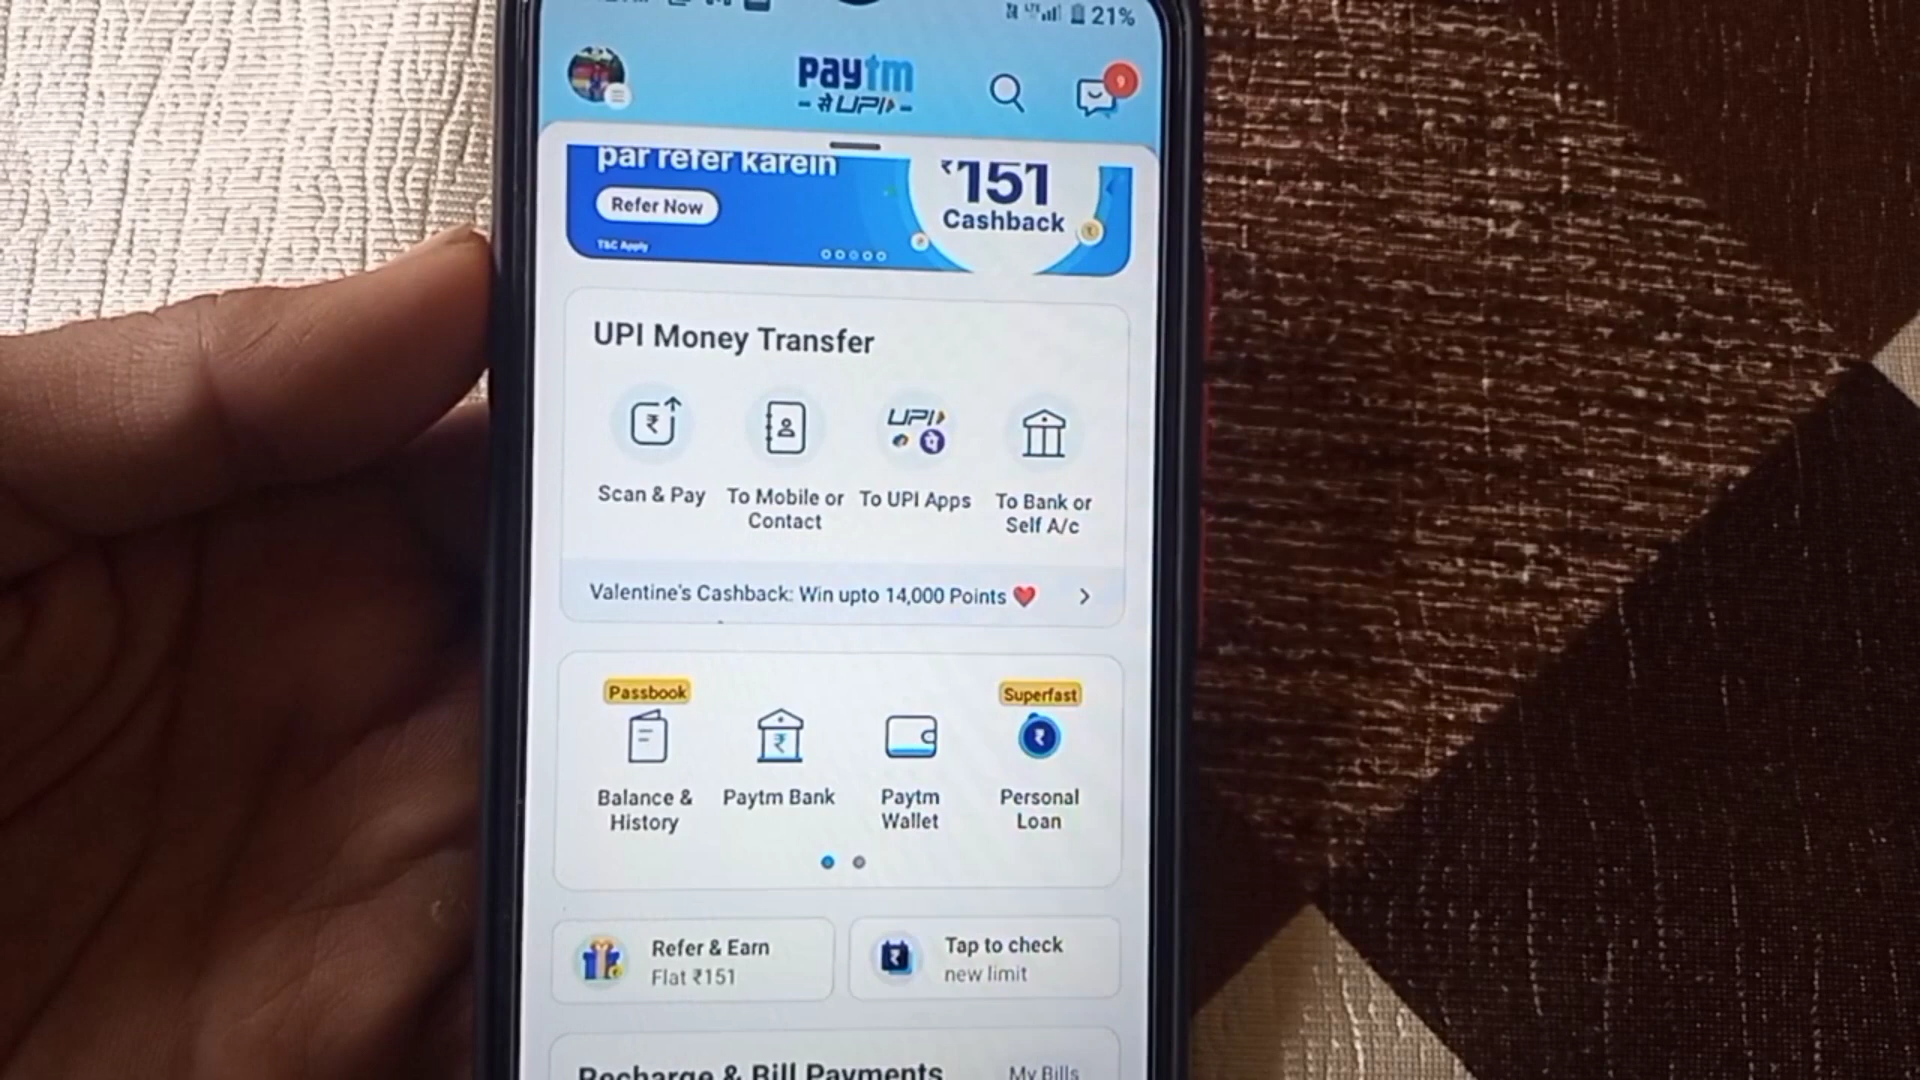 21%
paytm
से UPI
9
par refer karein
₹151
Cashback
Refer Now
T&C Apply
UPI Money Transfer
UPI
पे
Scan & Pay
To Mobile or
Contact
To UPI Apps
To Bank or
Self A/c
Valentine's Cashback: Win upto 14,000 Points ❤️
Passbook
Superfast
Balance &
History
Paytm Bank
Paytm
Wallet
Personal
Loan
Refer & Earn
Flat ₹151
Tap to check
new limit
Recharge & Bill Payments
My Bills